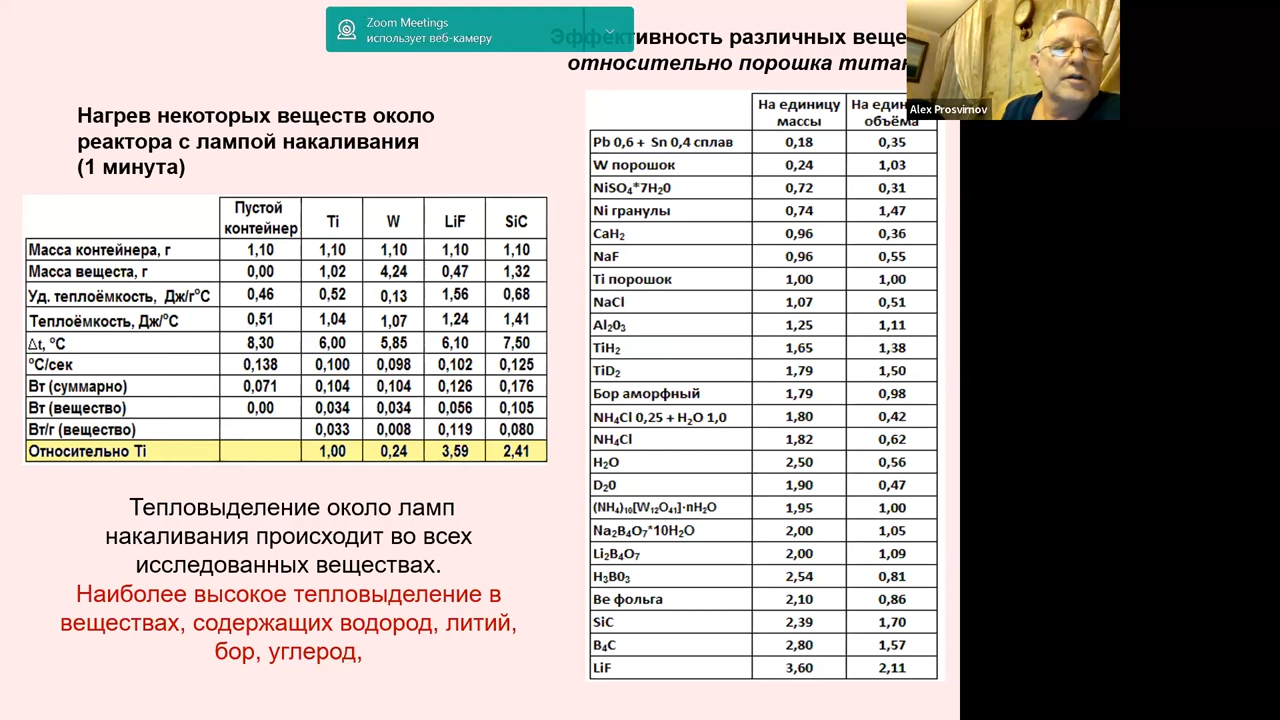 Zoom Meetings
использует веб-камеру
Эффективность различных веще
относительно порошка титан
Alex Prosvirnov
Нагрев некоторых веществ около
реактора с лампой накаливания
(1 минута)
Пустой контейнер Ti W LiF SiC
Масса контейнера, г 1,10 1,10 1,10 1,10 1,10
Масса вещеста, г 0,00 1,02 4,24 0,47 1,32
Уд. теплоёмкость, Дж/г°С 0,46 0,52 0,13 1,56 0,68
Теплоёмкость, Дж/°С 0,51 1,04 1,07 1,24 1,41
Δt, °С 8,30 6,00 5,85 6,10 7,50
°С/сек 0,138 0,100 0,098 0,102 0,125
Вт (суммарно) 0,071 0,104 0,104 0,126 0,176
Вт (вещество) 0,00 0,034 0,034 0,056 0,105
Вт/г (вещество) 0,033 0,008 0,119 0,080
Относительно Ti 1,00 0,24 3,59 2,41
Тепловыделение около ламп
накаливания происходит во всех
исследованных веществах.
Наиболее высокое тепловыделение в
веществах, содержащих водород, литий,
бор, углерод,
На единицу На един
массы объёма
Pb 0,6 + Sn 0,4 сплав 0,18 0,35
W порошок 0,24 1,03
NiSO₄*7H₂0 0,72 0,31
Ni гранулы 0,74 1,47
CaH₂ 0,96 0,36
NaF 0,96 0,55
Ti порошок 1,00 1,00
NaCl 1,07 0,51
Al₂0₃ 1,25 1,11
TiH₂ 1,65 1,38
TiD₂ 1,79 1,50
Бор аморфный 1,79 0,98
NH₄Cl 0,25 + H₂O 1,0 1,80 0,42
NH₄Cl 1,82 0,62
H₂O 2,50 0,56
D₂0 1,90 0,47
(NH₄)₁₀[W₁₂O₄₁]·nH₂O 1,95 1,00
Na₂B₄O₇*10H₂O 2,00 1,05
Li₂B₄O₇ 2,00 1,09
H₃B0₃ 2,54 0,81
Be фольга 2,10 0,86
SiC 2,39 1,70
B₄C 2,80 1,57
LiF 3,60 2,11